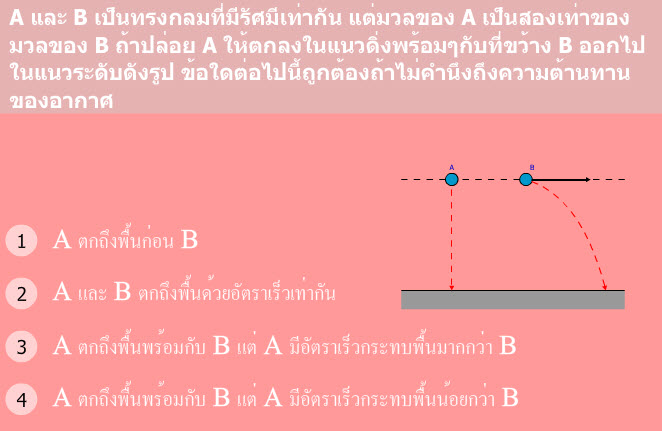 A และ B เป็นทรงกลมที่มีรัศมีเท่ากัน แต่มวลของ A เป็นสองเท่าของ
มวลของ B ถ้าปล่อย A ให้ตกลงในแนวดิ่งพร้อมๆกับที่ขว้าง B ออกไป
ในแนวระดับดังรูป ข้อใดต่อไปนี้ถูกต้องถ้าไม่คำนึงถึงความต้านทาน
ของอากาศ
A B
1 A ตกถึงพื้นก่อน B
2 A และ B ตกถึงพื้นด้วยอัตราเร็วเท่ากัน
3 A ตกถึงพื้นพร้อมกับ B แต่ A มีอัตราเร็วกระทบพื้นมากกว่า B
4 A ตกถึงพื้นพร้อมกับ B แต่ A มีอัตราเร็วกระทบพื้นน้อยกว่า B